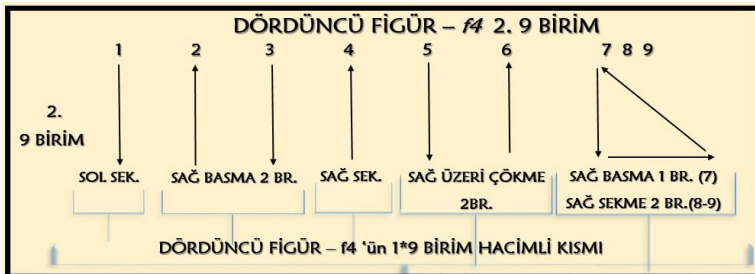 DÖRDÜNCÜ FİGÜR – f4 2. 9 BİRİM
1 2 3 4 5 6 7 8 9
2.
9 BİRİM
SOL SEK. SAĞ BASMA 2 BR. SAĞ SEK. SAĞ ÜZERİ ÇÖKME SAĞ BASMA 1 BR. (7)
2BR. SAĞ SEKME 2 BR.(8-9)
DÖRDÜNCÜ FİGÜR – f4 'ün 1*9 BİRİM HACİMLİ KISMI